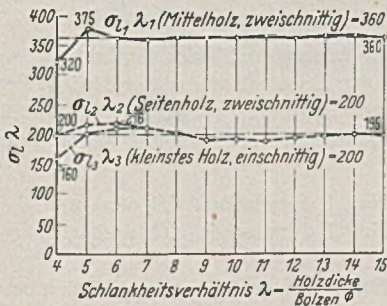 375 σl₁ λ₁ (Mittelholz, zweischnittig) = 360
400
350
320
360
300
250
σl₂ λ₂ (Seitenholz, zweischnittig) = 200
200
200
196
σl₃ λ₃ (kleinstes Holz, einschnittig) = 200
160
150
100
50
0
σl λ
4 5 6 7 8 9 10 11 12 13 14 15
Schlankheitsverhältnis λ = Holzdicke
Bolzen ϕ